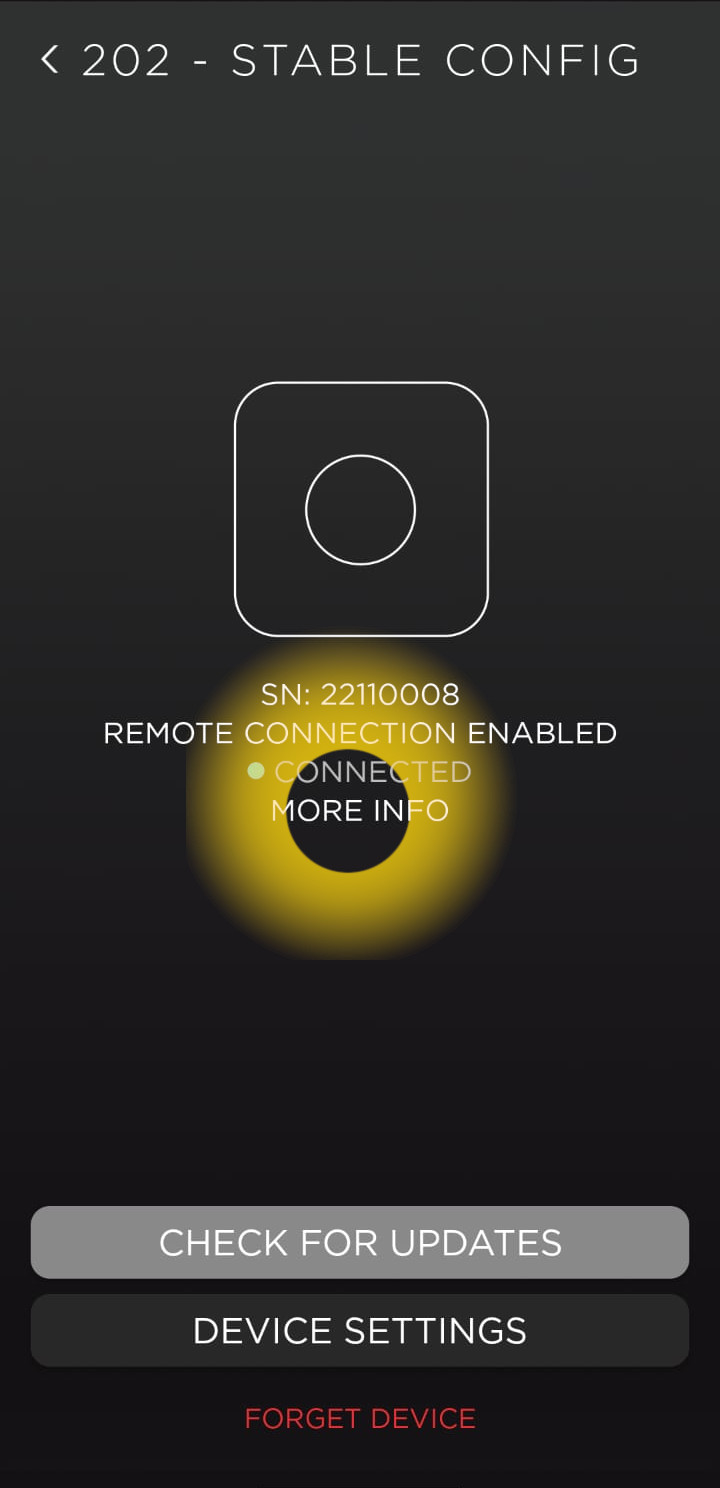 202 - STABLE CONFIG
SN: 22110008
REMOTE CONNECTION ENABLED
CONNECTED
MORE INFO
CHECK FOR UPDATES
DEVICE SETTINGS
FORGET DEVICE